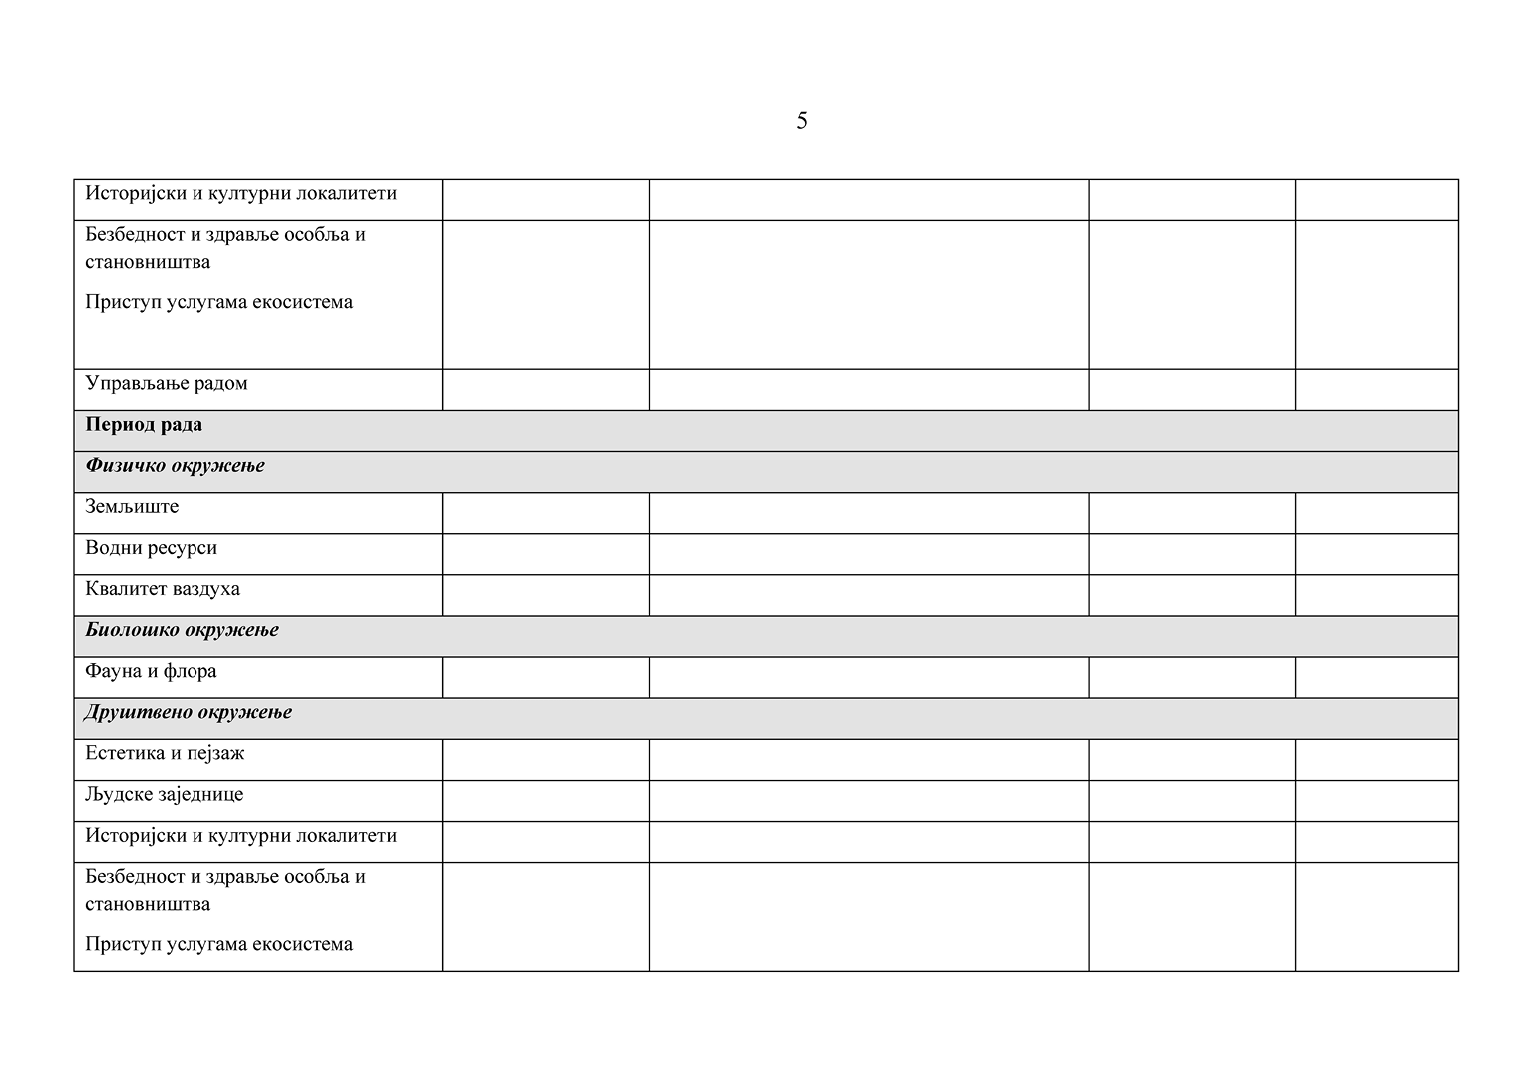 5
Историјски и културни локалитети
Безбедност и здравље особља и
становништва
Приступ услугама екосистема
Управљање радом
Период рада
Физичко окружење
Земљиште
Водни ресурси
Квалитет ваздуха
Биолошко окружење
Фауна и флора
Друштвено окружење
Естетика и пејзаж
Људске заједнице
Историјски и културни локалитети
Безбедност и здравље особља и
становништва
Приступ услугама екосистема